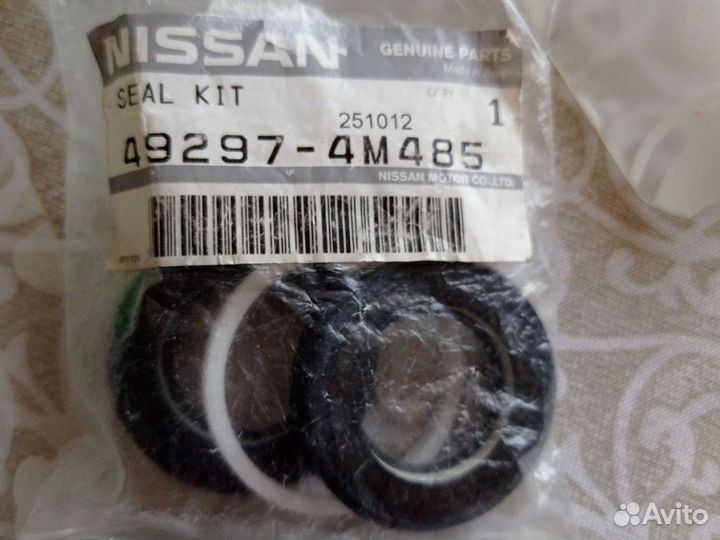 NISSAN
GENUINE PARTS
Made in Japan
SEAL KIT
Q'TY
1
251012
49297-4M485
NISSAN MOTOR CO.,LTD.
Avito